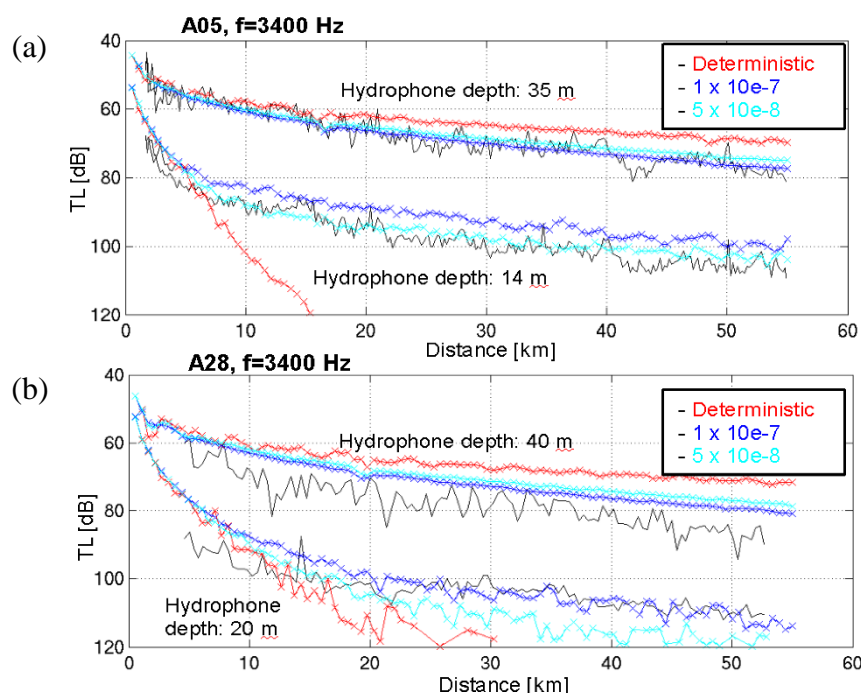 (a)
A05, f=3400 Hz
TL [dB]
40
60
80
100
120
Hydrophone depth: 35 m
Hydrophone depth: 14 m
- Deterministic
- 1 x 10e-7
- 5 x 10e-8
0 10 20 30 40 50 60
Distance [km]
(b)
A28, f=3400 Hz
TL [dB]
40
60
80
100
120
Hydrophone depth: 40 m
Hydrophone
depth: 20 m
- Deterministic
- 1 x 10e-7
- 5 x 10e-8
0 10 20 30 40 50 60
Distance [km]